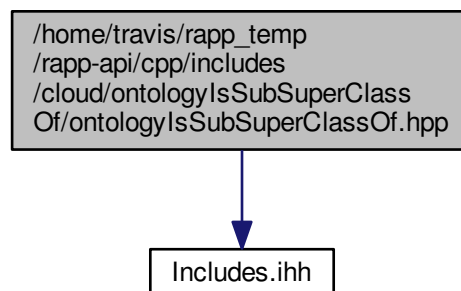 /home/travis/rapp_temp
/rapp-api/cpp/includes
/cloud/ontologyIsSubSuperClass
Of/ontologyIsSubSuperClassOf.hpp
Includes.ihh